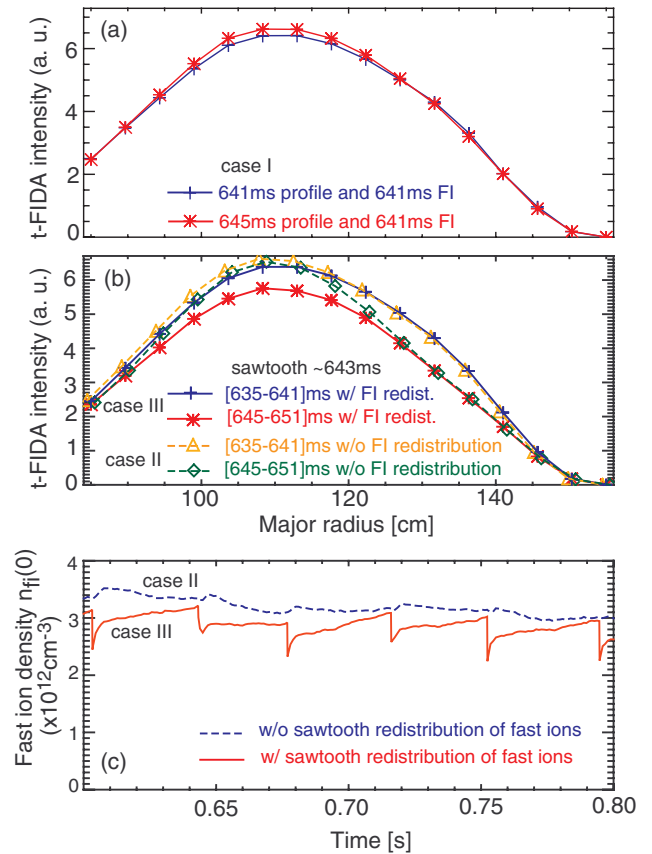 (a)
t-FIDA intensity (a. u.)
6
4
2
0
case I
641ms profile and 641ms FI
645ms profile and 641ms FI
(b)
t-FIDA intensity (a. u.)
6
5
4
3
2
1
0
sawtooth ~643ms
case III
[635-641]ms w/ FI redist.
[645-651]ms w/ FI redist.
case II
[635-641]ms w/o FI redistribution
[645-651]ms w/o FI redistribution
100 120 140
Major radius [cm]
Fast ion density nfi(0)
(x10^12cm-3)
4
3
2
1
0
case II
case III
w/o sawtooth redistribution of fast ions
w/ sawtooth redistribution of fast ions
(c)
0.65 0.70 0.75 0.80
Time [s]